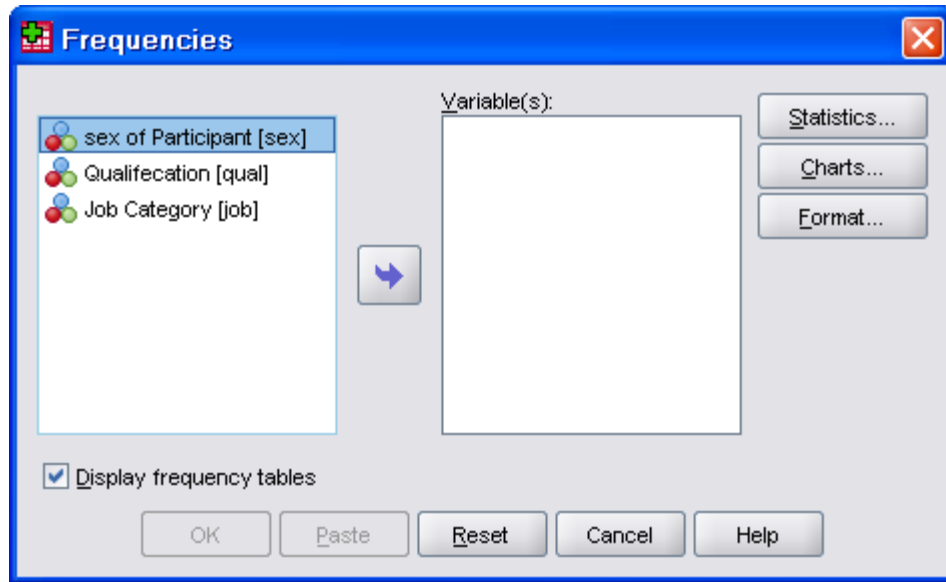 Frequencies
sex of Participant [sex]
Qualifecation [qual]
Job Category [job]
Variable(s):
Statistics...
Charts...
Format...
Display frequency tables
OK
Paste
Reset
Cancel
Help